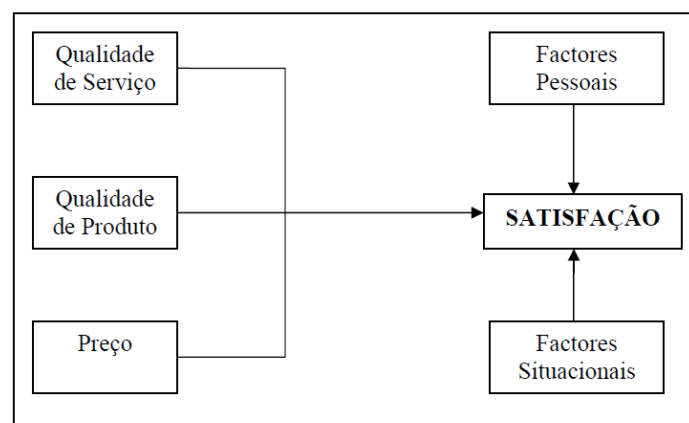 Qualidade
de Serviço
Factores
Pessoais
Qualidade
de Produto
SATISFAÇÃO
Preço
Factores
Situacionais